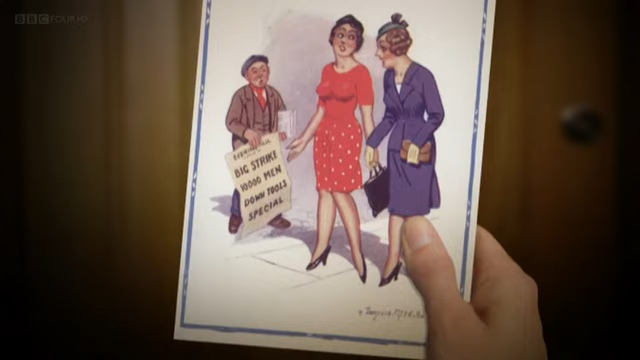 BBC FOUR HD
BIG STRIKE
10000 MEN
DOWN TOOLS
SPECIAL